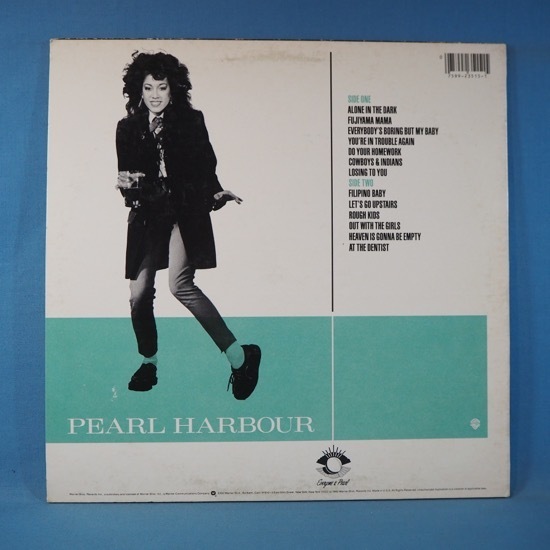 SIDE ONE
ALONE IN THE DARK
FUJIYAMA MAMA
EVERYBODY'S BORING BUT MY BABY
YOU'RE IN TROUBLE AGAIN
DO YOUR HOMEWORK
COWBOYS & INDIANS
LOSING TO YOU
SIDE TWO
FILIPINO BABY
LET'S GO UPSTAIRS
ROUGH KIDS
OUT WITH THE GIRLS
HEAVEN IS GONNA BE EMPTY
AT THE DENTIST
PEARL HARBOUR